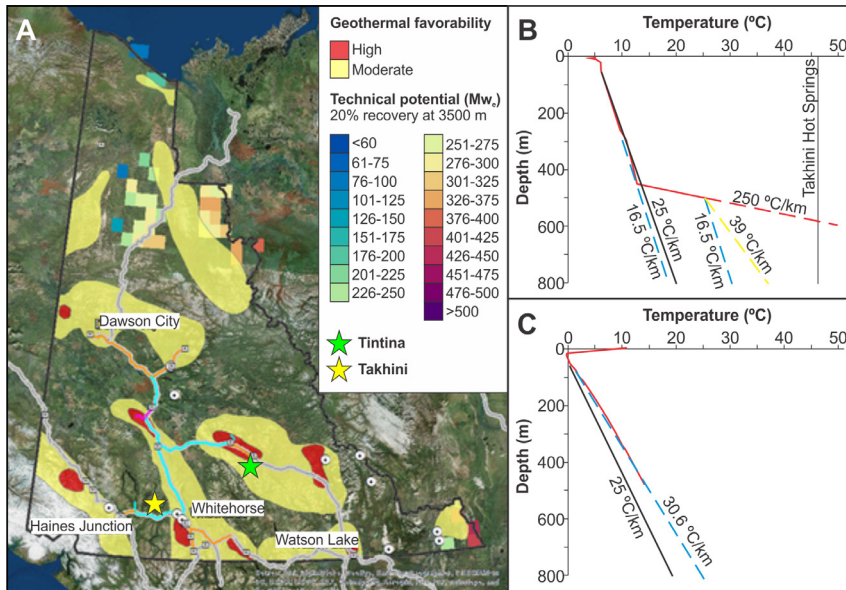 A
Geothermal favorability
High
Moderate
Technical potential (Mwe)
20% recovery at 3500 m
<60
61-75
76-100
101-125
126-150
151-175
176-200
201-225
226-250
251-275
276-300
301-325
326-375
376-400
401-425
426-450
451-475
476-500
>500
Tintina
Takhini
Dawson City
Whitehorse
Haines Junction
Watson Lake
B
Temperature (ºC)
0 10 20 30 40 50
Depth (m)
0
200
400
600
800
Takhini Hot Springs
250 ºC/km
25 ºC/km
16.5 ºC/km
16.5 ºC/km
39 ºC/km
C
Temperature (ºC)
0 10 20 30 40 50
Depth (m)
0
200
400
600
800
25 ºC/km
30.6 ºC/km